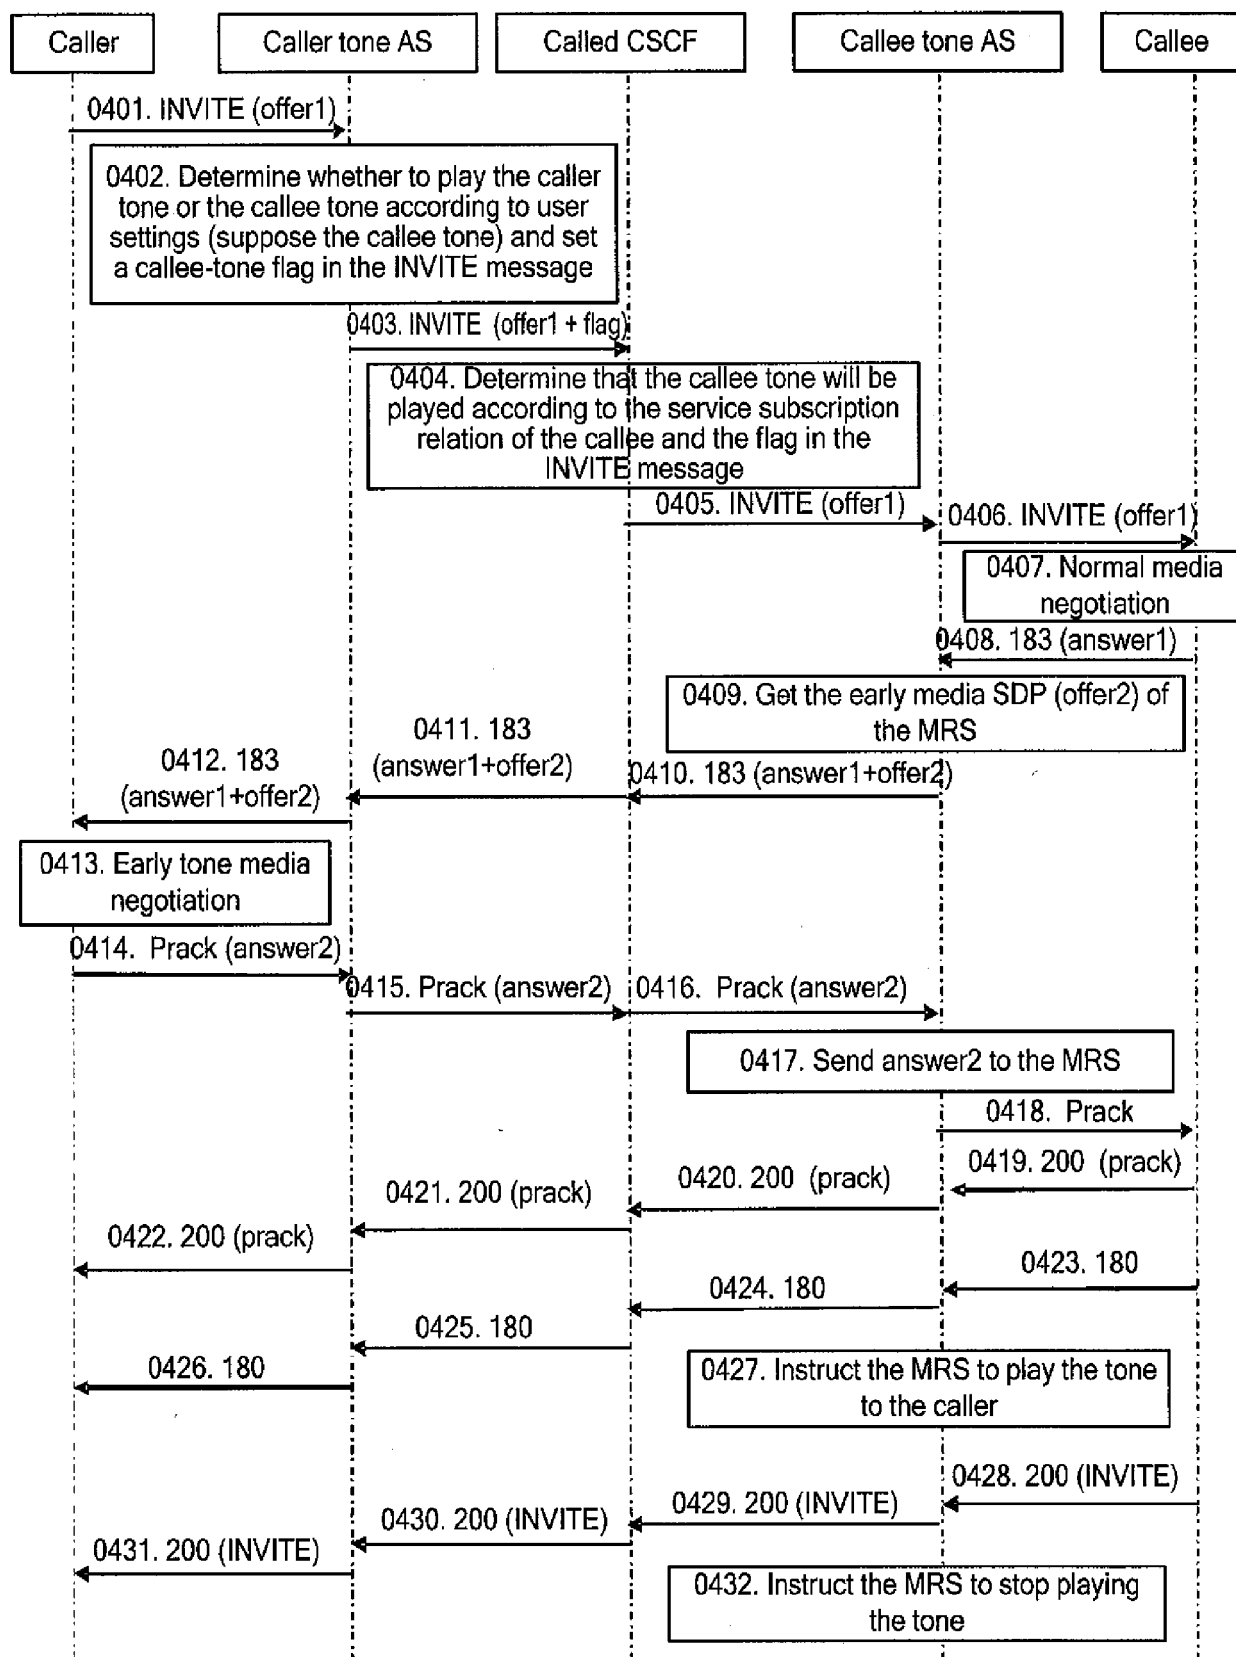 Caller
Caller tone AS
Called CSCF
Callee tone AS
Callee
0401. INVITE (offer1)
0402. Determine whether to play the caller
tone or the callee tone according to user
settings (suppose the callee tone) and set
a callee-tone flag in the INVITE message
0403. INVITE (offer1 + flag)
0404. Determine that the callee tone will be
played according to the service subscription
relation of the callee and the flag in the
INVITE message
0405. INVITE (offer1)
0406. INVITE (offer1)
0407. Normal media
negotiation
0408. 183 (answer1)
0409. Get the early media SDP (offer2) of
the MRS
0410. 183 (answer1+offer2)
0411. 183
(answer1+offer2)
0412. 183
(answer1+offer2)
0413. Early tone media
negotiation
0414. Prack (answer2)
0415. Prack (answer2)
0416. Prack (answer2)
0417. Send answer2 to the MRS
0418. Prack
0419. 200 (prack)
0420. 200 (prack)
0421. 200 (prack)
0422. 200 (prack)
0423. 180
0424. 180
0425. 180
0426. 180
0427. Instruct the MRS to play the tone
to the caller
0428. 200 (INVITE)
0429. 200 (INVITE)
0430. 200 (INVITE)
0431. 200 (INVITE)
0432. Instruct the MRS to stop playing
the tone